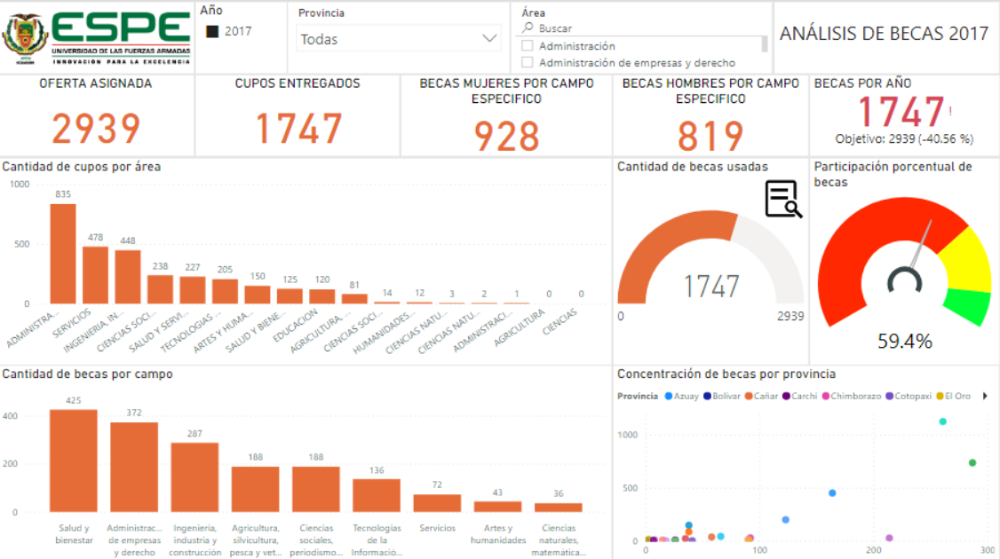 ESPE
UNIVERSIDAD DE LAS FUERZAS ARMADAS
INNOVACIÓN PARA LA EXCELENCIA
Año
2017
Provincia
Todas
Área
Buscar
Administración
Administración de empresas y derecho
ANÁLISIS DE BECAS 2017
OFERTA ASIGNADA
2939
CUPOS ENTREGADOS
1747
BECAS MUJERES POR CAMPO
ESPECIFICO
928
BECAS HOMBRES POR CAMPO
ESPECIFICO
819
BECAS POR AÑO
1747!
Objetivo: 2939 (-40.56 %)
Cantidad de cupos por área
1000
500
0
835
478
448
238
227
205
150
125
120
81
14
12
3
2
1
0
0
ADMINISTRA...
SERVICIOS
INGENIERIA, IN...
CIENCIAS SOCI...
SALUD Y SERVI...
TECNOLOGIAS ...
ARTES Y HUMA...
SALUD Y BIENE...
EDUCACION
AGRICULTURA,...
CIENCIAS SOCI...
HUMANIDADES...
CIENCIAS NATU...
CIENCIAS NATU...
ADMINISTRACI...
AGRICULTURA
CIENCIAS
Cantidad de becas usadas
1747
0
2939
Participación porcentual de
becas
59.4%
Cantidad de becas por campo
400
200
0
425
372
287
188
188
136
72
43
36
Salud y
bienestar
Administrac...
de empresas
y derecho
Ingeniería,
industria y
construcción
Agricultura,
silvicultura,
pesca y vet...
Ciencias
sociales,
periodismo...
Tecnologías
de la
Informació...
Servicios
Artes y
humanidades
Ciencias
naturales,
matemática...
Concentración de becas por provincia
Provincia Azuay Bolívar Cañar Carchi Chimborazo Cotopaxi El Oro
1000
500
0
0
100
200
300